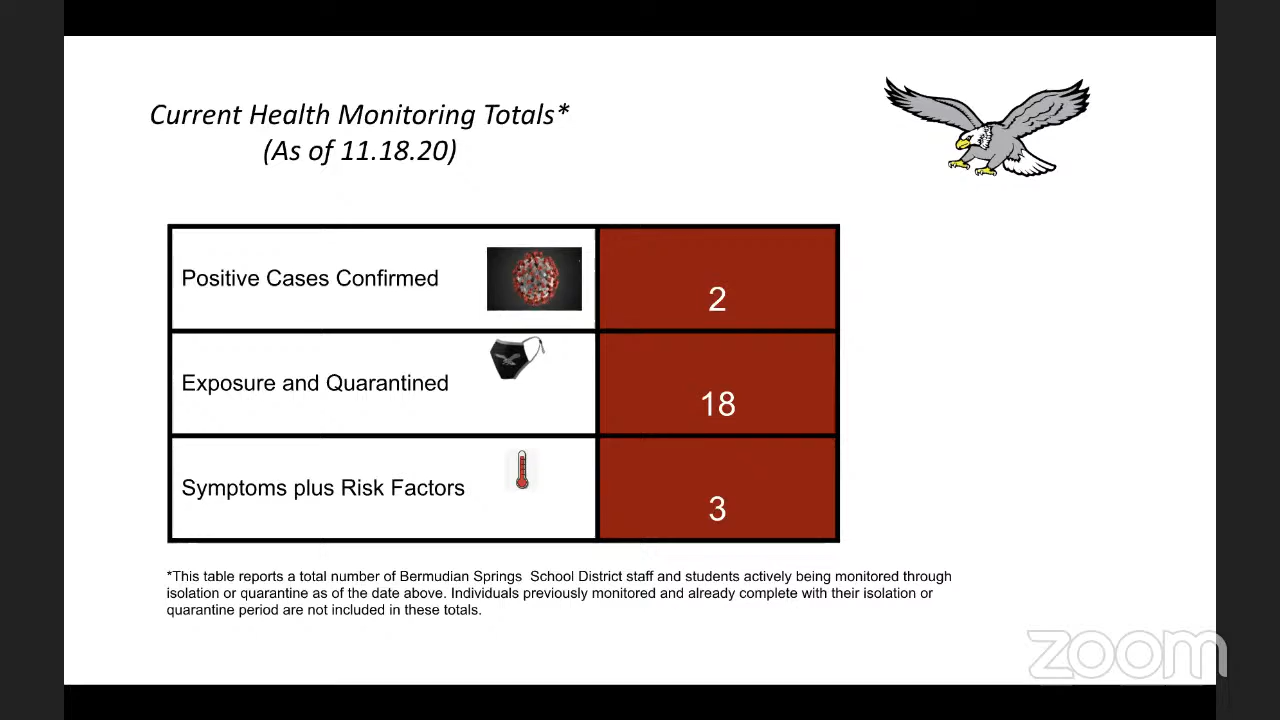 Current Health Monitoring Totals*
(As of 11.18.20)
Positive Cases Confirmed
2
Exposure and Quarantined
18
Symptoms plus Risk Factors
3
*This table reports a total number of Bermudian Springs School District staff and students actively being monitored through
isolation or quarantine as of the date above. Individuals previously monitored and already complete with their isolation or
quarantine period are not included in these totals.
zoom